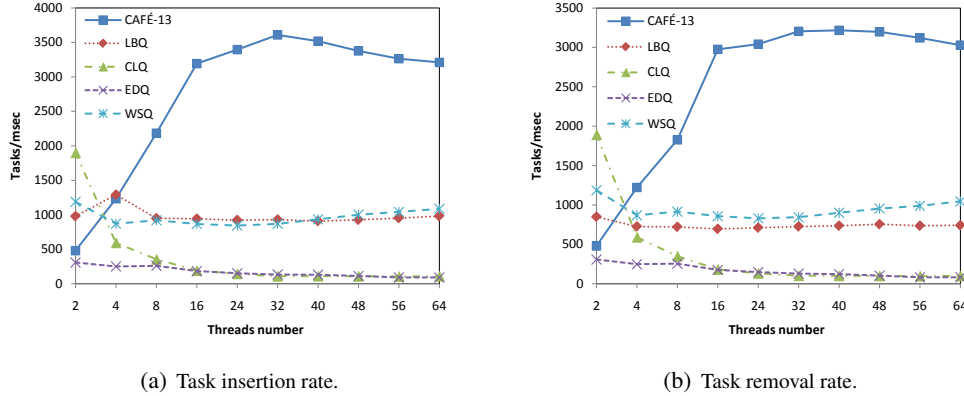 4000
3500
3000
2500
2000
1500
1000
500
0
Tasks/msec
CAFÉ-13
LBQ
CLQ
EDQ
WSQ
2 4 8 16 24 32 40 48 56 64
Threads number
(a) Task insertion rate.
3500
3000
2500
2000
1500
1000
500
0
Tasks/msec
CAFÉ-13
LBQ
CLQ
EDQ
WSQ
2 4 8 16 24 32 40 48 56 64
Threads number
(b) Task removal rate.